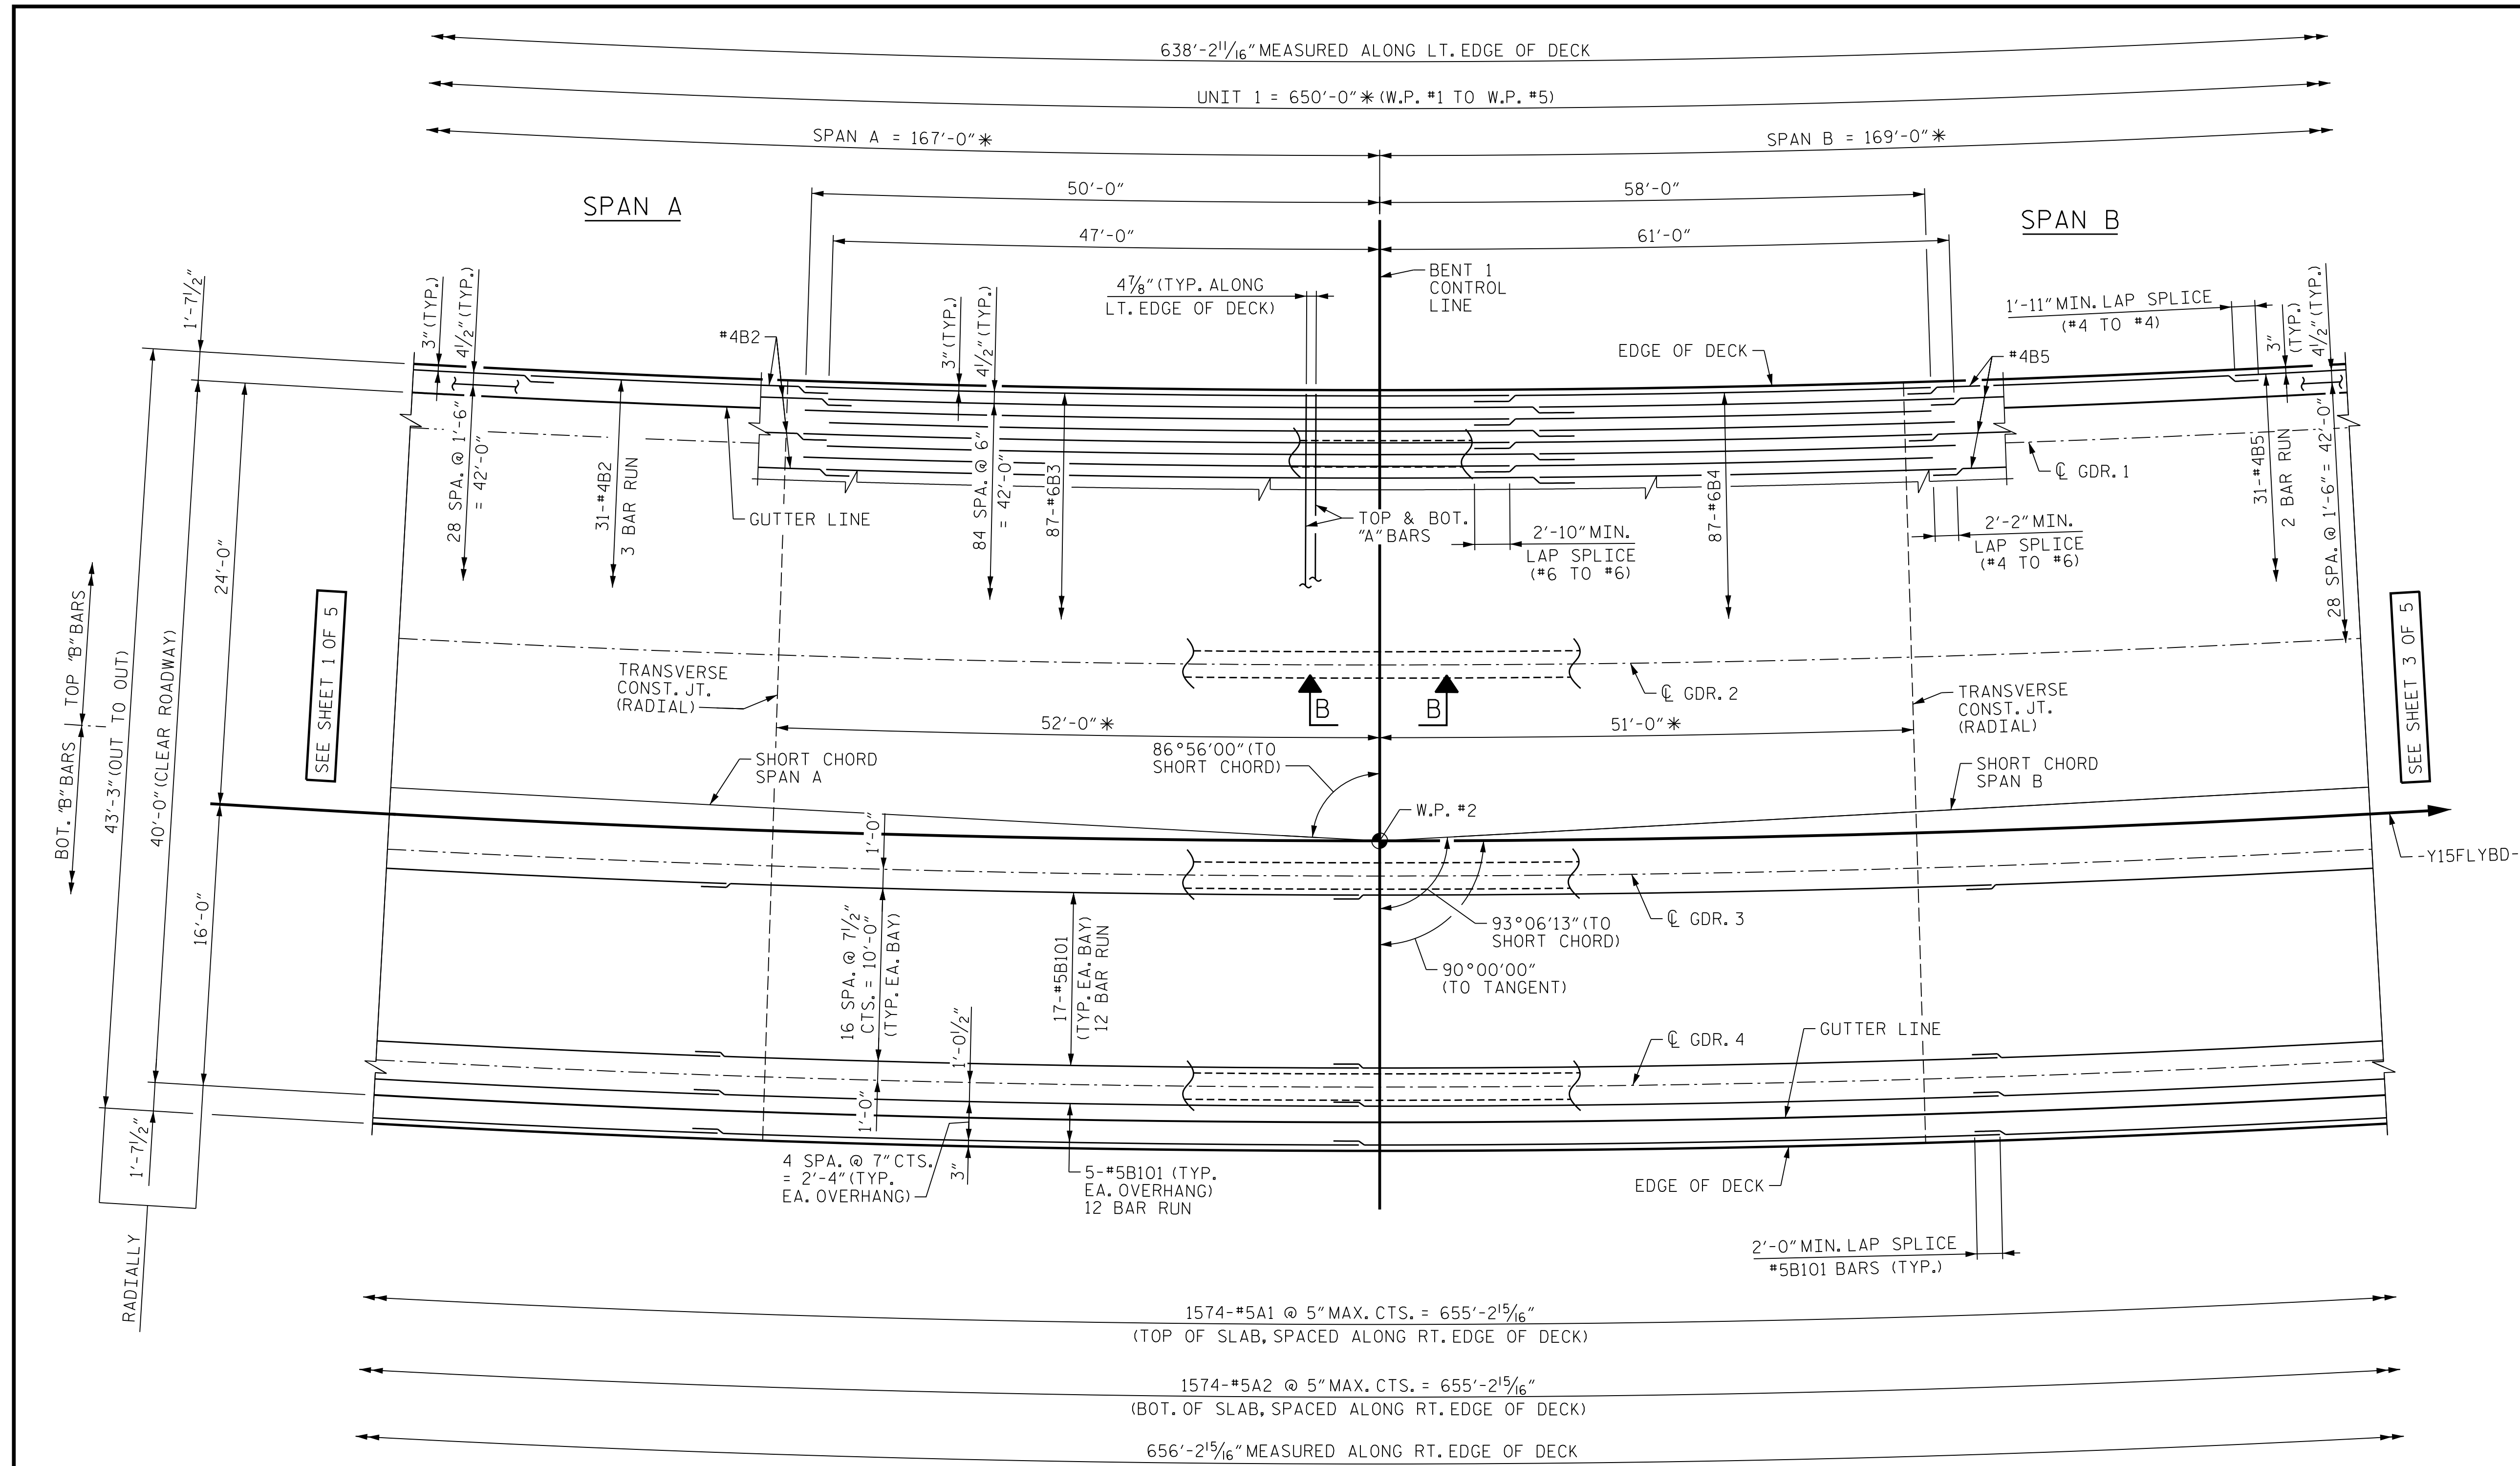 638'-2 11/16" MEASURED ALONG LT. EDGE OF DECK
UNIT 1 = 650'-0"* (W.P. #1 TO W.P. #5)
SPAN A = 167'-0"*
SPAN B = 169'-0"*
50'-0"
58'-0"
SPAN A
SPAN B
47'-0"
61'-0"
BENT 1
CONTROL
LINE
4 7/8" (TYP. ALONG
LT. EDGE OF DECK)
1'-7 1/2"
3" (TYP.)
4 1/2" (TYP.)
#4B2
3" (TYP.)
4 1/2" (TYP.)
EDGE OF DECK
1'-11" MIN. LAP SPLICE
(#4 TO #4)
#4B5
3"
(TYP.)
4 1/2" (TYP.)
28 SPA. @ 1'-6"
= 42'-0"
31-#4B2
3 BAR RUN
GUTTER LINE
84 SPA. @ 6"
= 42'-0"
87-#6B3
TOP & BOT.
"A" BARS
2'-10" MIN.
LAP SPLICE
(#6 TO #6)
87-#6B4
2'-2" MIN.
LAP SPLICE
(#4 TO #6)
℄ GDR. 1
31-#4B5
2 BAR RUN
28 SPA. @ 1'-6" = 42'-0"
24'-0"
BOT. "B" BARS
TOP "B" BARS
43'-3" (OUT TO OUT)
40'-0" (CLEAR ROADWAY)
SEE SHEET 1 OF 5
SEE SHEET 3 OF 5
TRANSVERSE
CONST. JT.
(RADIAL)
B
B
℄ GDR. 2
TRANSVERSE
CONST. JT.
(RADIAL)
52'-0"*
51'-0"*
86°56'00" (TO
SHORT CHORD)
SHORT CHORD
SPAN A
SHORT CHORD
SPAN B
W.P. #2
-Y15FLYBD-
1'-0"
16'-0"
16 SPA. @ 7 1/2"
CTS. = 10'-0"
(TYP. EA. BAY)
17-#5B101
(TYP. EA. BAY)
12 BAR RUN
93°06'13" (TO
SHORT CHORD)
℄ GDR. 3
90°00'00"
(TO TANGENT)
1'-0 1/2"
GUTTER LINE
℄ GDR. 4
1'-0"
1'-7 1/2"
4 SPA. @ 7" CTS.
= 2'-4" (TYP.
EA. OVERHANG)
3"
5-#5B101 (TYP.
EA. OVERHANG)
12 BAR RUN
EDGE OF DECK
RADIALLY
2'-0" MIN. LAP SPLICE
#5B101 BARS (TYP.)
1574-#5A1 @ 5" MAX. CTS. = 655'-2 15/16"
(TOP OF SLAB, SPACED ALONG RT. EDGE OF DECK)
1574-#5A2 @ 5" MAX. CTS. = 655'-2 15/16"
(BOT. OF SLAB, SPACED ALONG RT. EDGE OF DECK)
656'-2 15/16" MEASURED ALONG RT. EDGE OF DECK